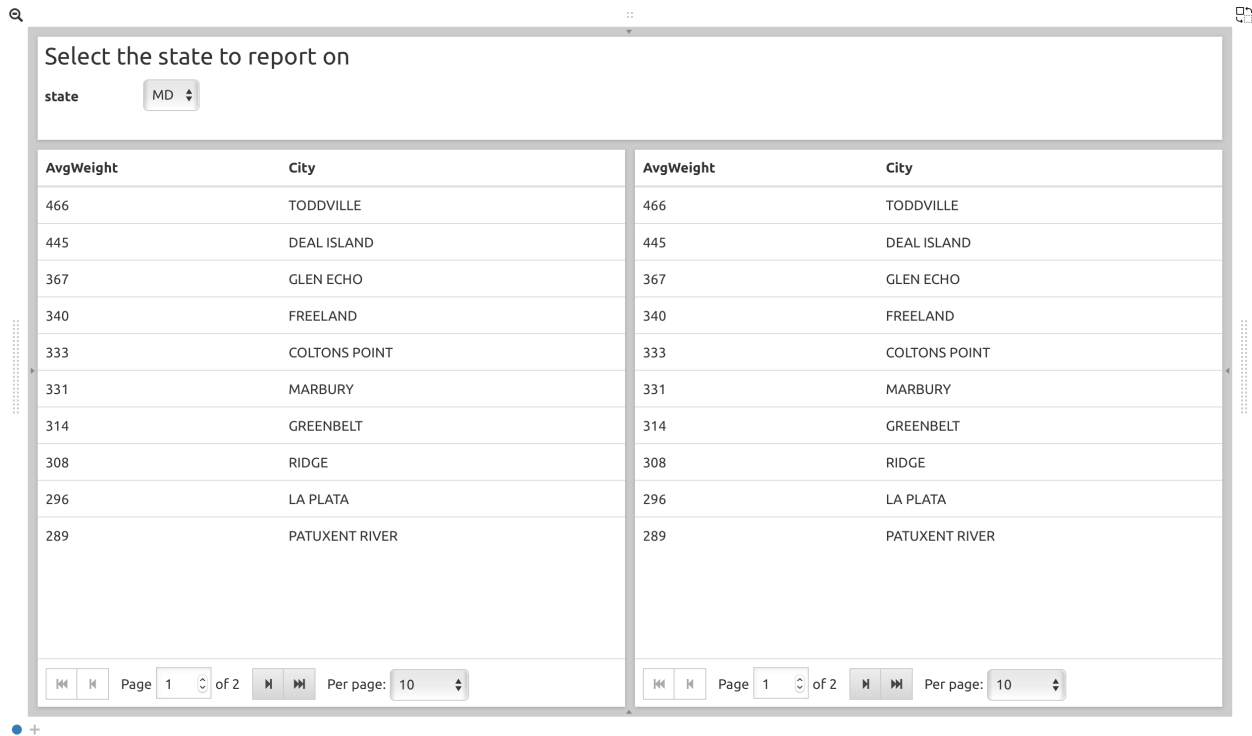 Select the state to report on
state MD
AvgWeight City
466 TODDVILLE
445 DEAL ISLAND
367 GLEN ECHO
340 FREELAND
333 COLTONS POINT
331 MARBURY
314 GREENBELT
308 RIDGE
296 LA PLATA
289 PATUXENT RIVER
Page 1 of 2 Per page: 10
AvgWeight City
466 TODDVILLE
445 DEAL ISLAND
367 GLEN ECHO
340 FREELAND
333 COLTONS POINT
331 MARBURY
314 GREENBELT
308 RIDGE
296 LA PLATA
289 PATUXENT RIVER
Page 1 of 2 Per page: 10